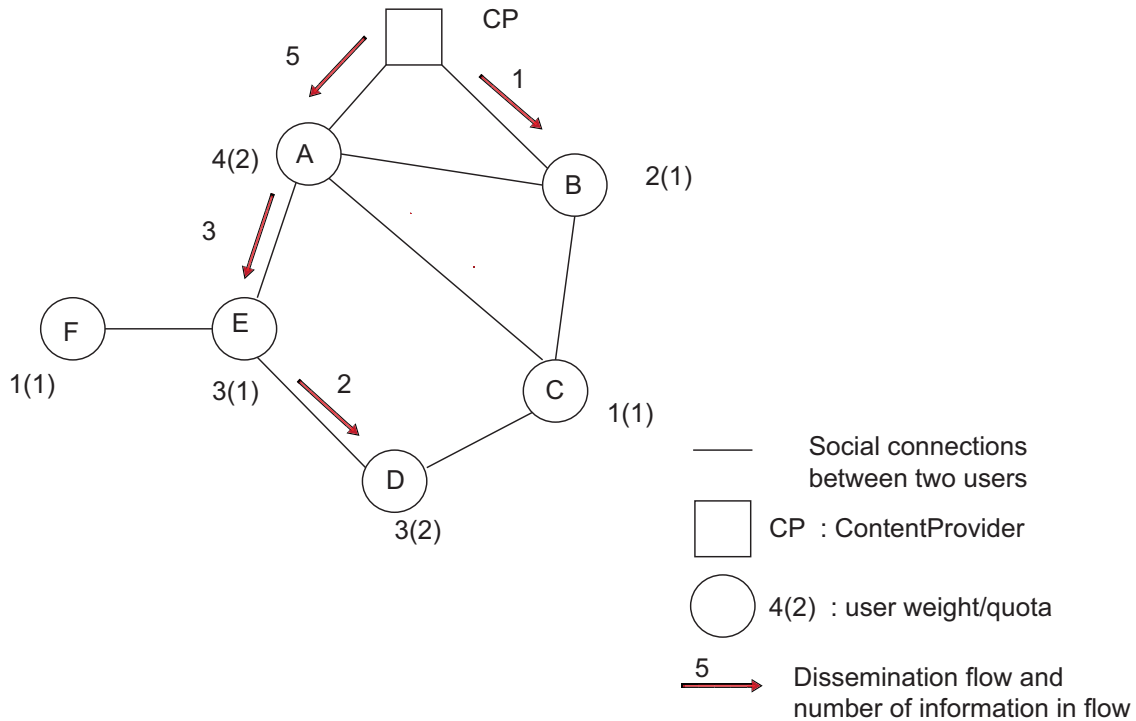 CP
5
1
A
4(2)
B
2(1)
3
F
E
1(1)
3(1)
2
C
1(1)
D
3(2)
Social connections
between two users
CP : ContentProvider
4(2) : user weight/quota
5
Dissemination flow and
number of information in flow